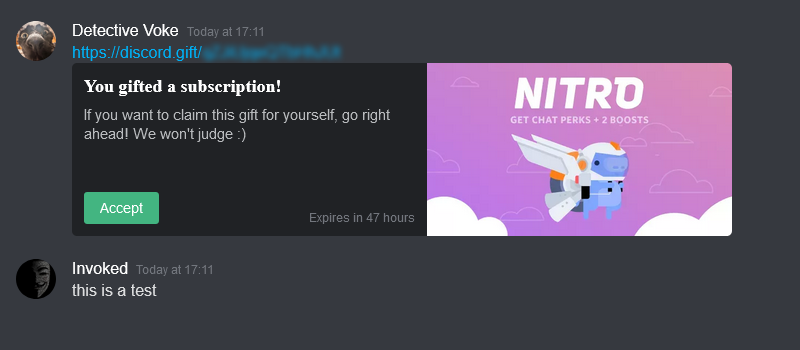 Detective Voke Today at 17:11
https://discord.gift/
You gifted a subscription!
If you want to claim this gift for yourself, go right
ahead! We won't judge :)
Accept
Expires in 47 hours
NITRO
GET CHAT PERKS + 2 BOOSTS
Invoked Today at 17:11
this is a test